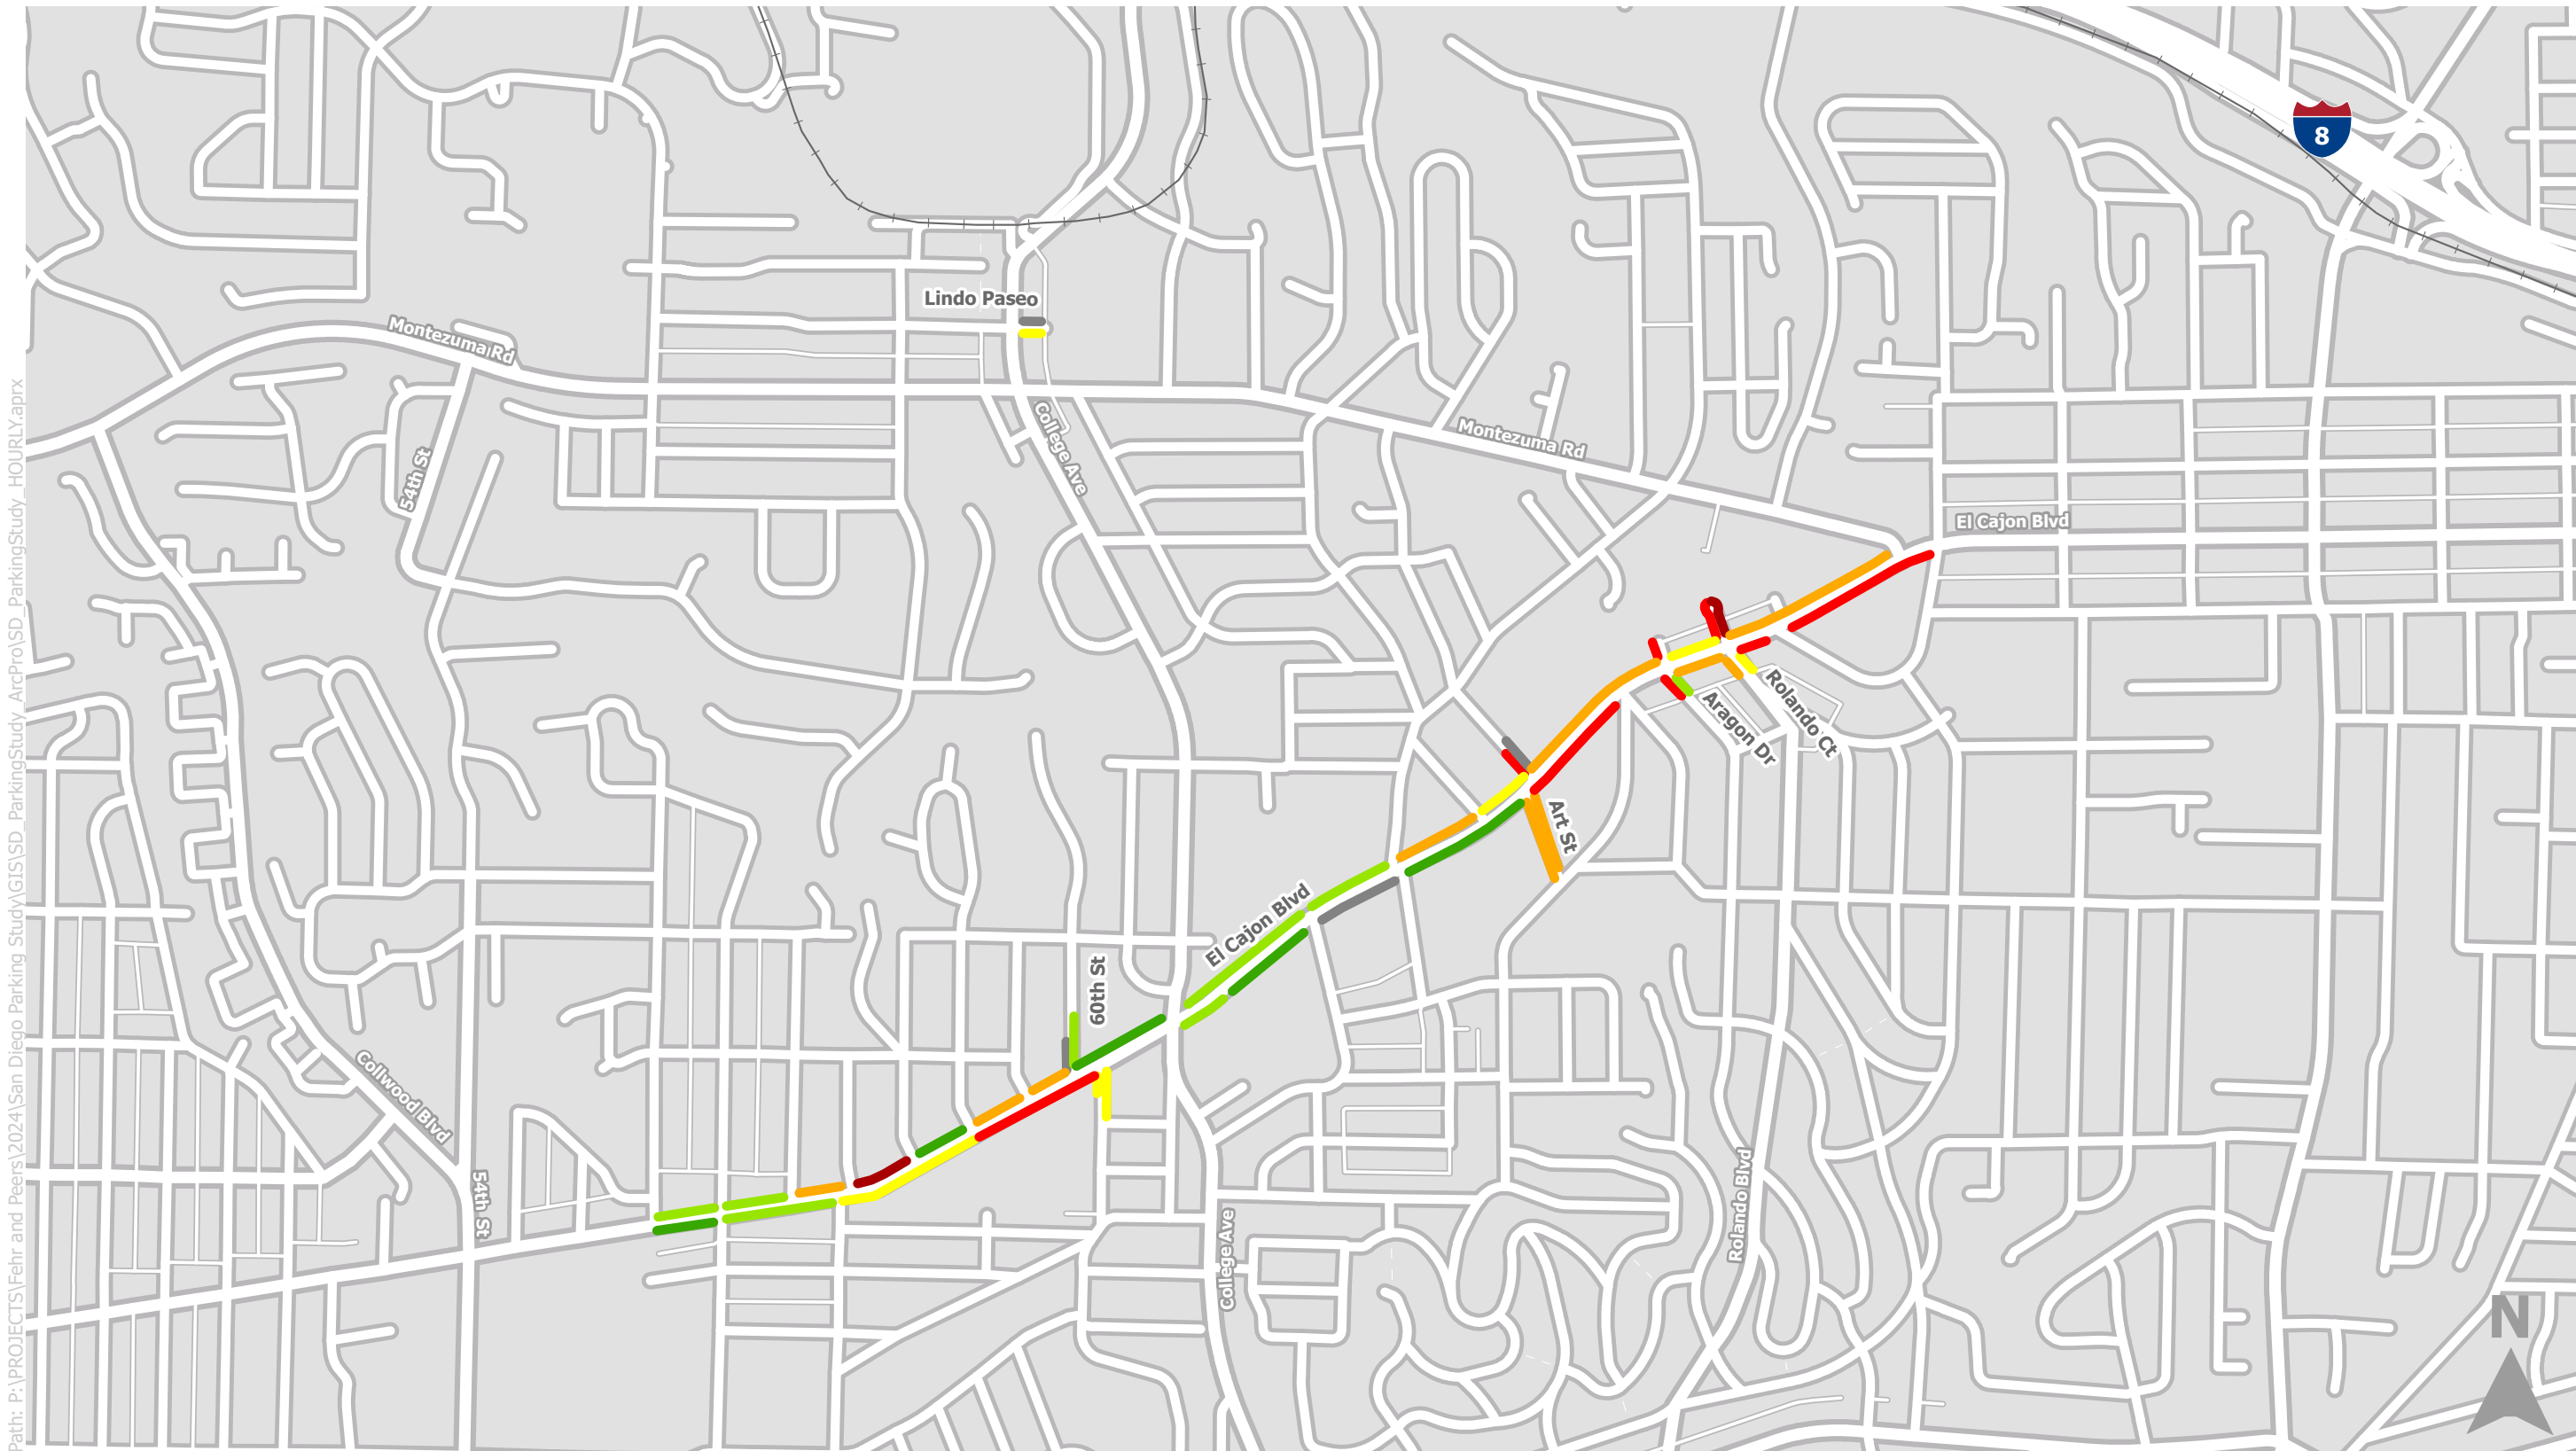 8
Lindo Paseo
Montezuma Rd
College Ave
54th St
Montezuma Rd
El Cajon Blvd
Rolando Ct
Aragon Dr
Art St
El Cajon Blvd
60th St
Collwood Blvd
54th St
College Ave
Rolando Blvd
N
Path: P:\PROJECTS\Fehr and Peers\2024\San Diego Parking Study\GIS\SD_ParkingStudy_ArcPro\SD_ParkingStudy_HOURLY.aprx